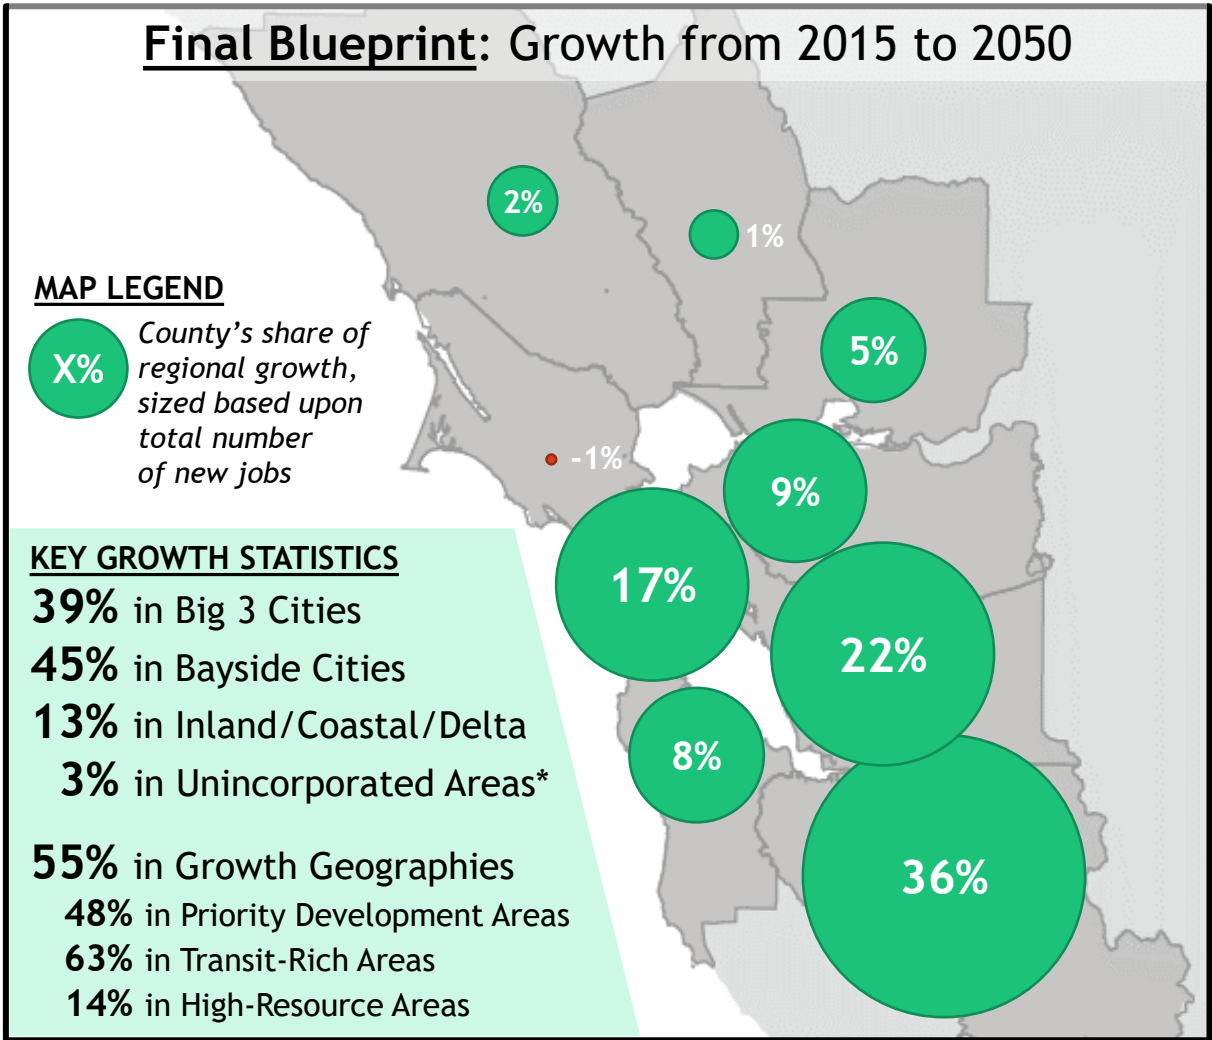 Final Blueprint: Growth from 2015 to 2050
2%
1%
MAP LEGEND
X%
County’s share of
regional growth,
sized based upon
total number
of new jobs
5%
-1%
9%
17%
22%
8%
36%
KEY GROWTH STATISTICS
39% in Big 3 Cities
45% in Bayside Cities
13% in Inland/Coastal/Delta
3% in Unincorporated Areas*
55% in Growth Geographies
48% in Priority Development Areas
63% in Transit-Rich Areas
14% in High-Resource Areas